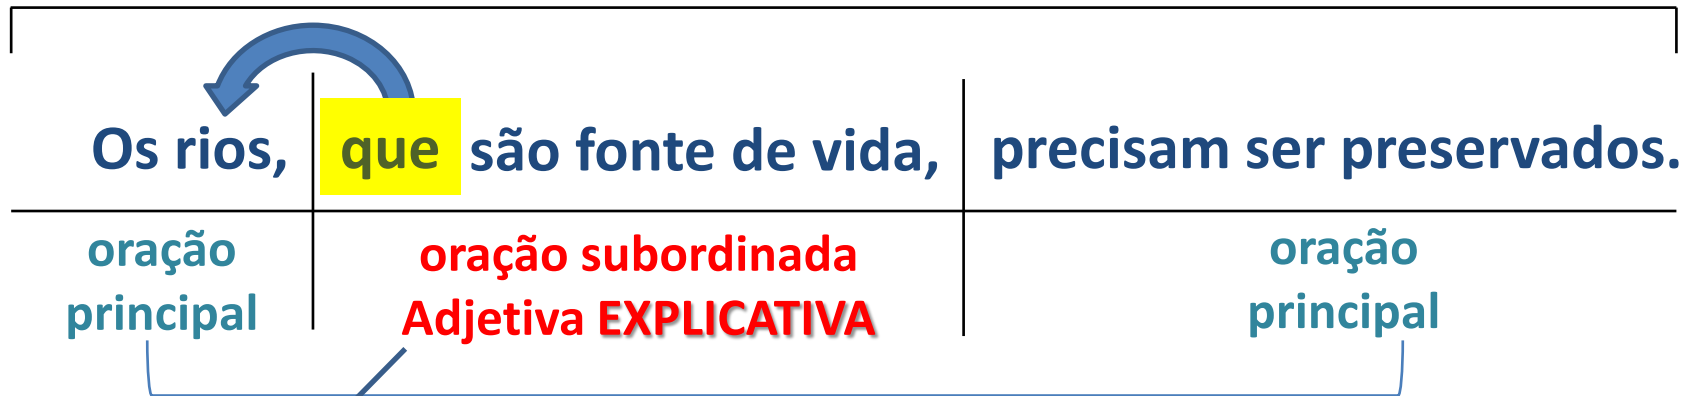 Os rios, que são fonte de vida, precisam ser preservados.
oração principal
oração subordinada
Adjetiva EXPLICATIVA
oração principal